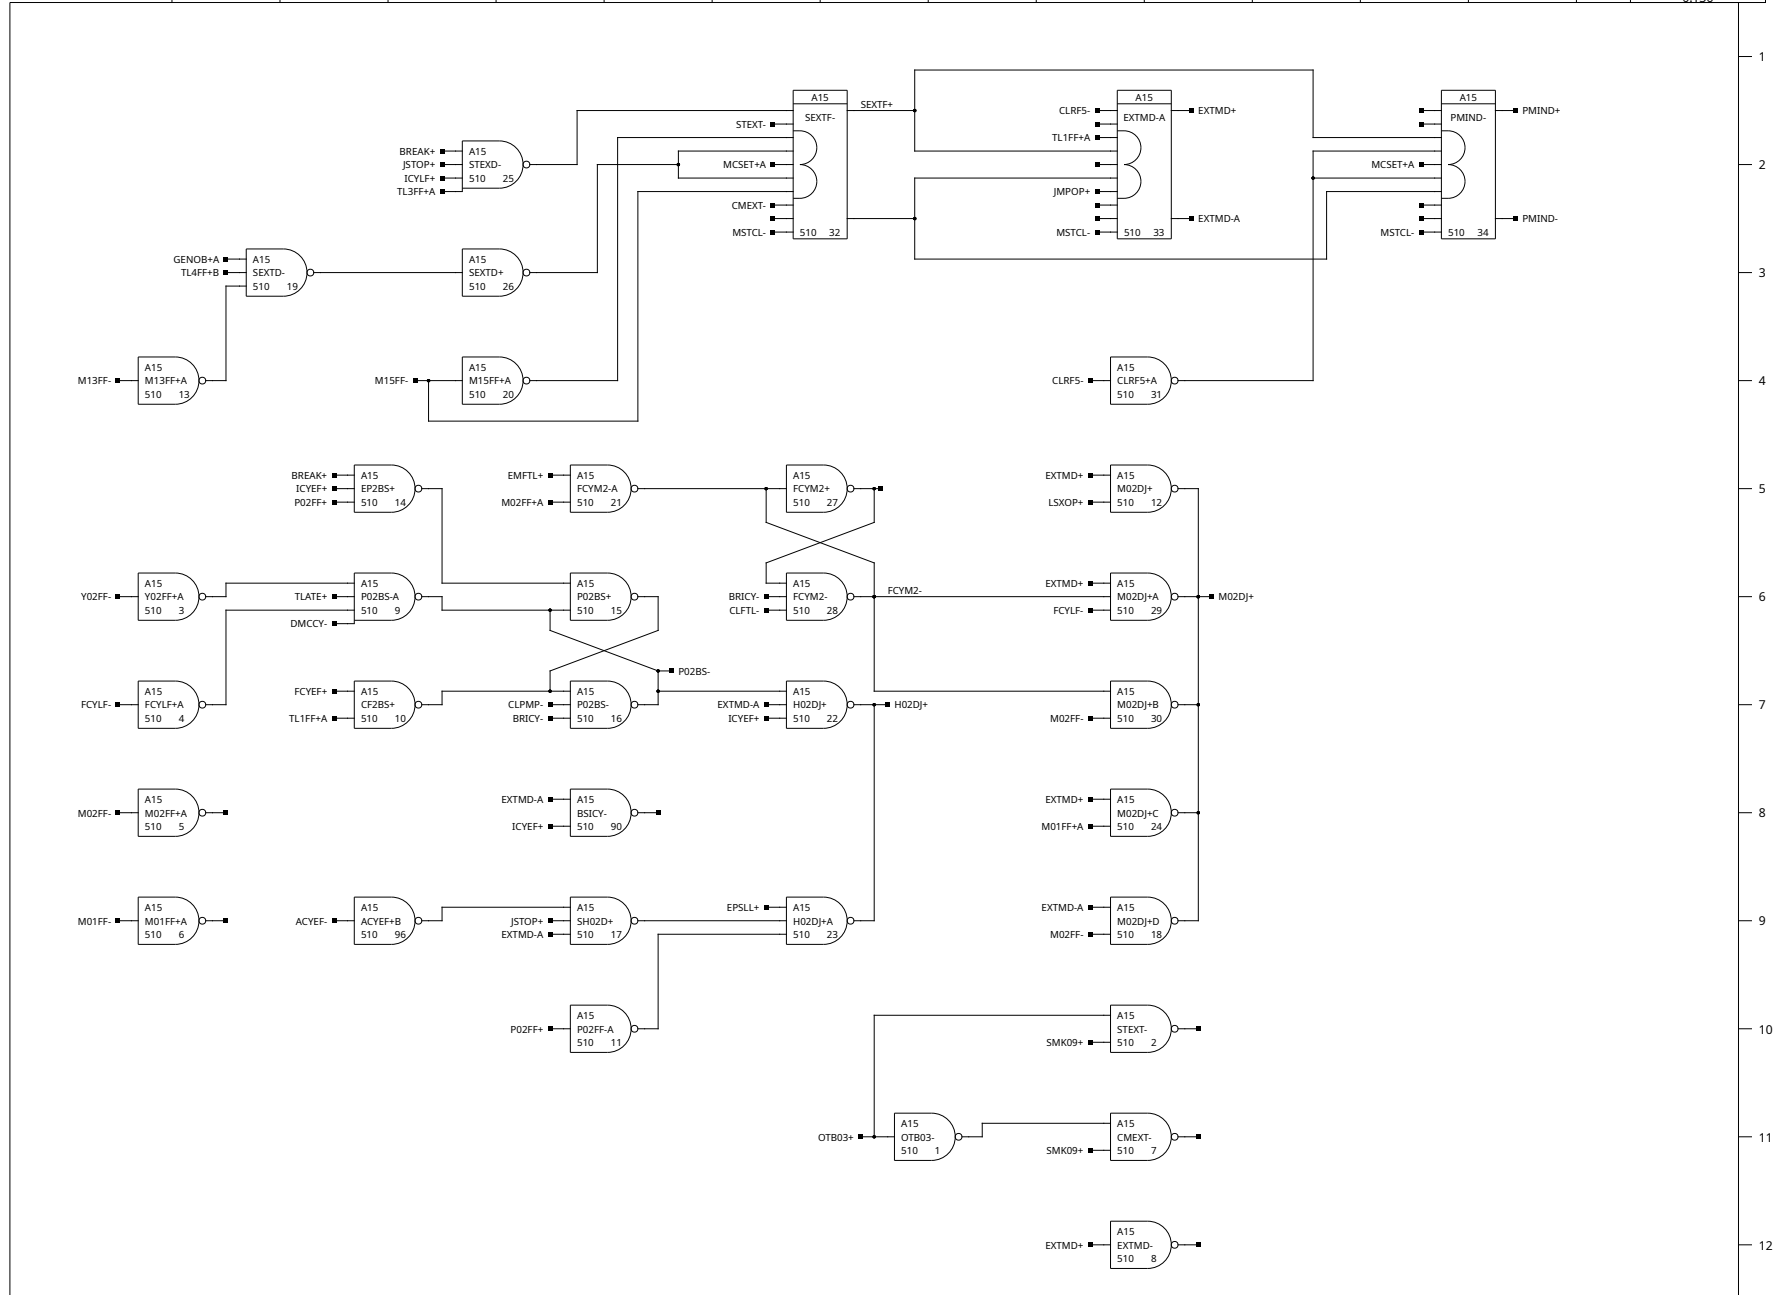 1
A15
A15
A15
SEXTF+
CLRF5-
EXTMD+
PMIND+
STEXT-
SEXTF-
EXTMD-A
PMIND-
TL1FF+A
BREAK+
JSTOP+
ICYLF+
TL3FF+A
A15
STEXD-
510 25
MCSET+A
MCSET+A
2
JMPOP+
CMEXT-
EXTMD-A
PMIND-
MSTCL-
510 32
MSTCL-
510 33
MSTCL-
510 34
GENOB+A
TL4FF+B
A15
SEXTD-
510 19
A15
SEXTD+
510 26
3
M13FF-
A15
M13FF+A
510 13
M15FF-
A15
M15FF+A
510 20
CLRF5-
A15
CLRF5+A
510 31
4
BREAK+
ICYEF+
P02FF+
A15
EP2BS+
510 14
EMFTL+
M02FF+A
A15
FCYM2-A
510 21
A15
FCYM2+
510 27
EXTMD+
LSXOP+
A15
M02DJ+
510 12
5
Y02FF-
A15
Y02FF+A
510 3
TLATE+
DMCCY-
A15
P02BS-A
510 9
A15
P02BS+
510 15
BRICY-
CLFTL-
A15
FCYM2-
510 28
FCYM2-
EXTMD+
FCYLF-
A15
M02DJ+A
510 29
M02DJ+
6
P02BS-
FCYLF-
A15
FCYLF+A
510 4
FCYEF+
TL1FF+A
A15
CF2BS+
510 10
CLPMP-
BRICY-
A15
P02BS-
510 16
EXTMD-A
ICYEF+
A15
H02DJ+
510 22
H02DJ+
M02FF-
A15
M02DJ+B
510 30
7
M02FF-
A15
M02FF+A
510 5
EXTMD-A
ICYEF+
A15
BSICY-
510 90
EXTMD+
M01FF+A
A15
M02DJ+C
510 24
8
M01FF-
A15
M01FF+A
510 6
ACYEF-
A15
ACYEF+B
510 96
JSTOP+
EXTMD-A
A15
SH02D+
510 17
EPSLL+
A15
H02DJ+A
510 23
EXTMD-A
M02FF-
A15
M02DJ+D
510 18
9
P02FF+
A15
P02FF-A
510 11
SMK09+
A15
STEXT-
510 2
10
OTB03+
A15
OTB03-
510 1
SMK09+
A15
CMEXT-
510 7
11
EXTMD+
A15
EXTMD-
510 8
12